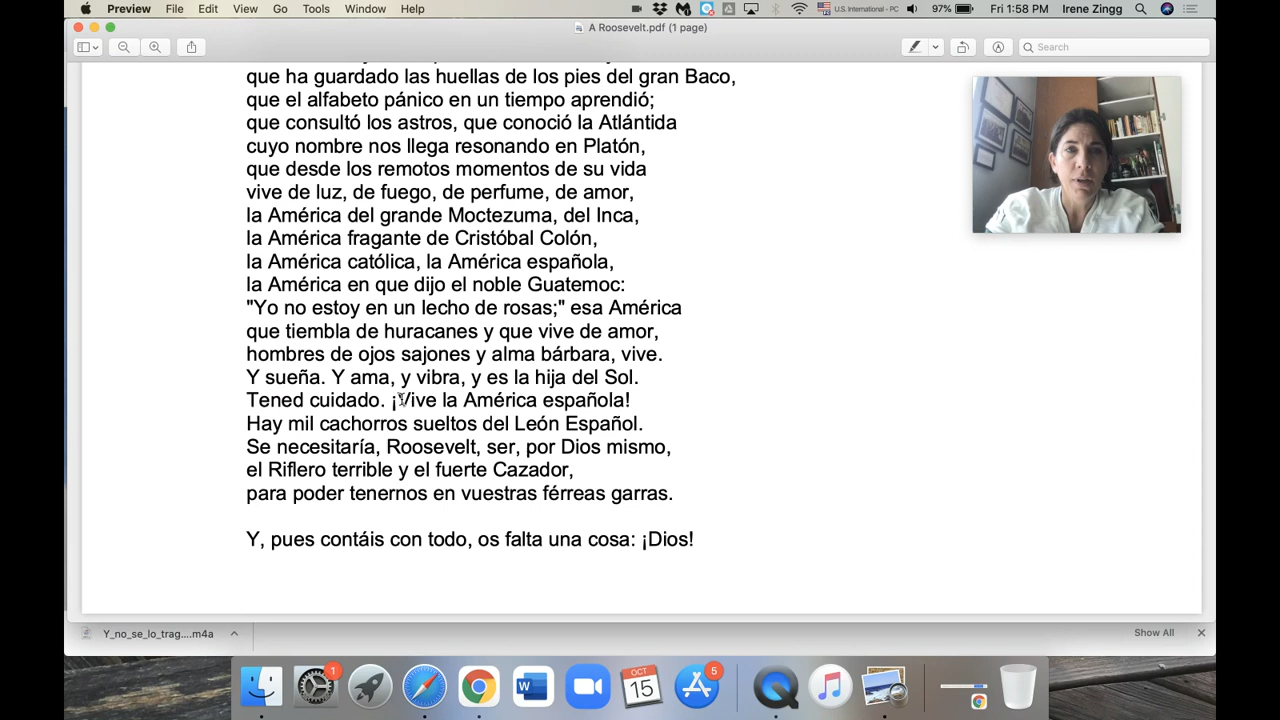 Preview File Edit View Go Tools Window Help U.S. International - PC 97% Fri 1:58 PM Irene Zingg
A Roosevelt.pdf (1 page)
Search
que ha guardado las huellas de los pies del gran Baco,
que el alfabeto pánico en un tiempo aprendió;
que consultó los astros, que conoció la Atlántida
cuyo nombre nos llega resonando en Platón,
que desde los remotos momentos de su vida
vive de luz, de fuego, de perfume, de amor,
la América del grande Moctezuma, del Inca,
la América fragante de Cristóbal Colón,
la América católica, la América española,
la América en que dijo el noble Guatemoc:
"Yo no estoy en un lecho de rosas;" esa América
que tiembla de huracanes y que vive de amor,
hombres de ojos sajones y alma bárbara, vive.
Y sueña. Y ama, y vibra, y es la hija del Sol.
Tened cuidado. ¡Vive la América española!
Hay mil cachorros sueltos del León Español.
Se necesitaría, Roosevelt, ser, por Dios mismo,
el Riflero terrible y el fuerte Cazador,
para poder tenernos en vuestras férreas garras.
Y, pues contáis con todo, os falta una cosa: ¡Dios!
Y_no_se_lo_trag....m4a
Show All
1
W
OCT
15
5